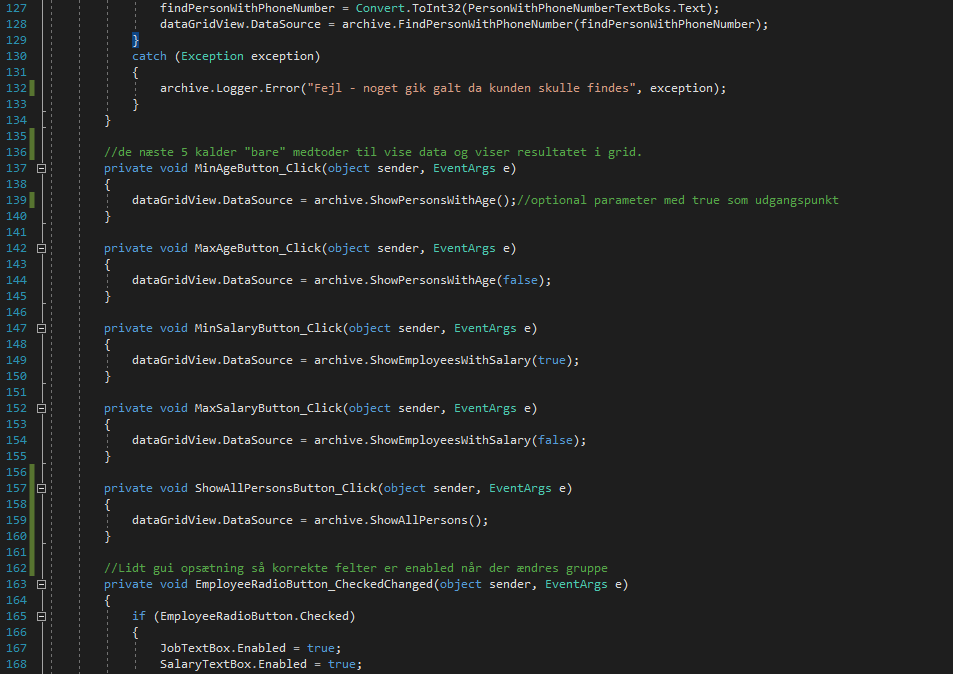 127 findPersonWithPhoneNumber = Convert.ToInt32(PersonWithPhoneNumberTextBoks.Text);
128 dataGridView.DataSource = archive.FindPersonWithPhoneNumber(findPersonWithPhoneNumber);
129 }
130 catch (Exception exception)
131 {
132 archive.Logger.Error("Fejl - noget gik galt da kunden skulle findes", exception);
133 }
134 }
135
136 //de næste 5 kalder "bare" medtoder til vise data og viser resultatet i grid.
137 private void MinAgeButton_Click(object sender, EventArgs e)
138 {
139 dataGridView.DataSource = archive.ShowPersonsWithAge();//optional parameter med true som udgangspunkt
140 }
141
142 private void MaxAgeButton_Click(object sender, EventArgs e)
143 {
144 dataGridView.DataSource = archive.ShowPersonsWithAge(false);
145 }
146
147 private void MinSalaryButton_Click(object sender, EventArgs e)
148 {
149 dataGridView.DataSource = archive.ShowEmployeesWithSalary(true);
150 }
151
152 private void MaxSalaryButton_Click(object sender, EventArgs e)
153 {
154 dataGridView.DataSource = archive.ShowEmployeesWithSalary(false);
155 }
156
157 private void ShowAllPersonsButton_Click(object sender, EventArgs e)
158 {
159 dataGridView.DataSource = archive.ShowAllPersons();
160 }
161
162 //Lidt gui opsætning så korrekte felter er enabled når der ændres gruppe
163 private void EmployeeRadioButton_CheckedChanged(object sender, EventArgs e)
164 {
165 if (EmployeeRadioButton.Checked)
166 {
167 JobTextBox.Enabled = true;
168 SalaryTextBox.Enabled = true;